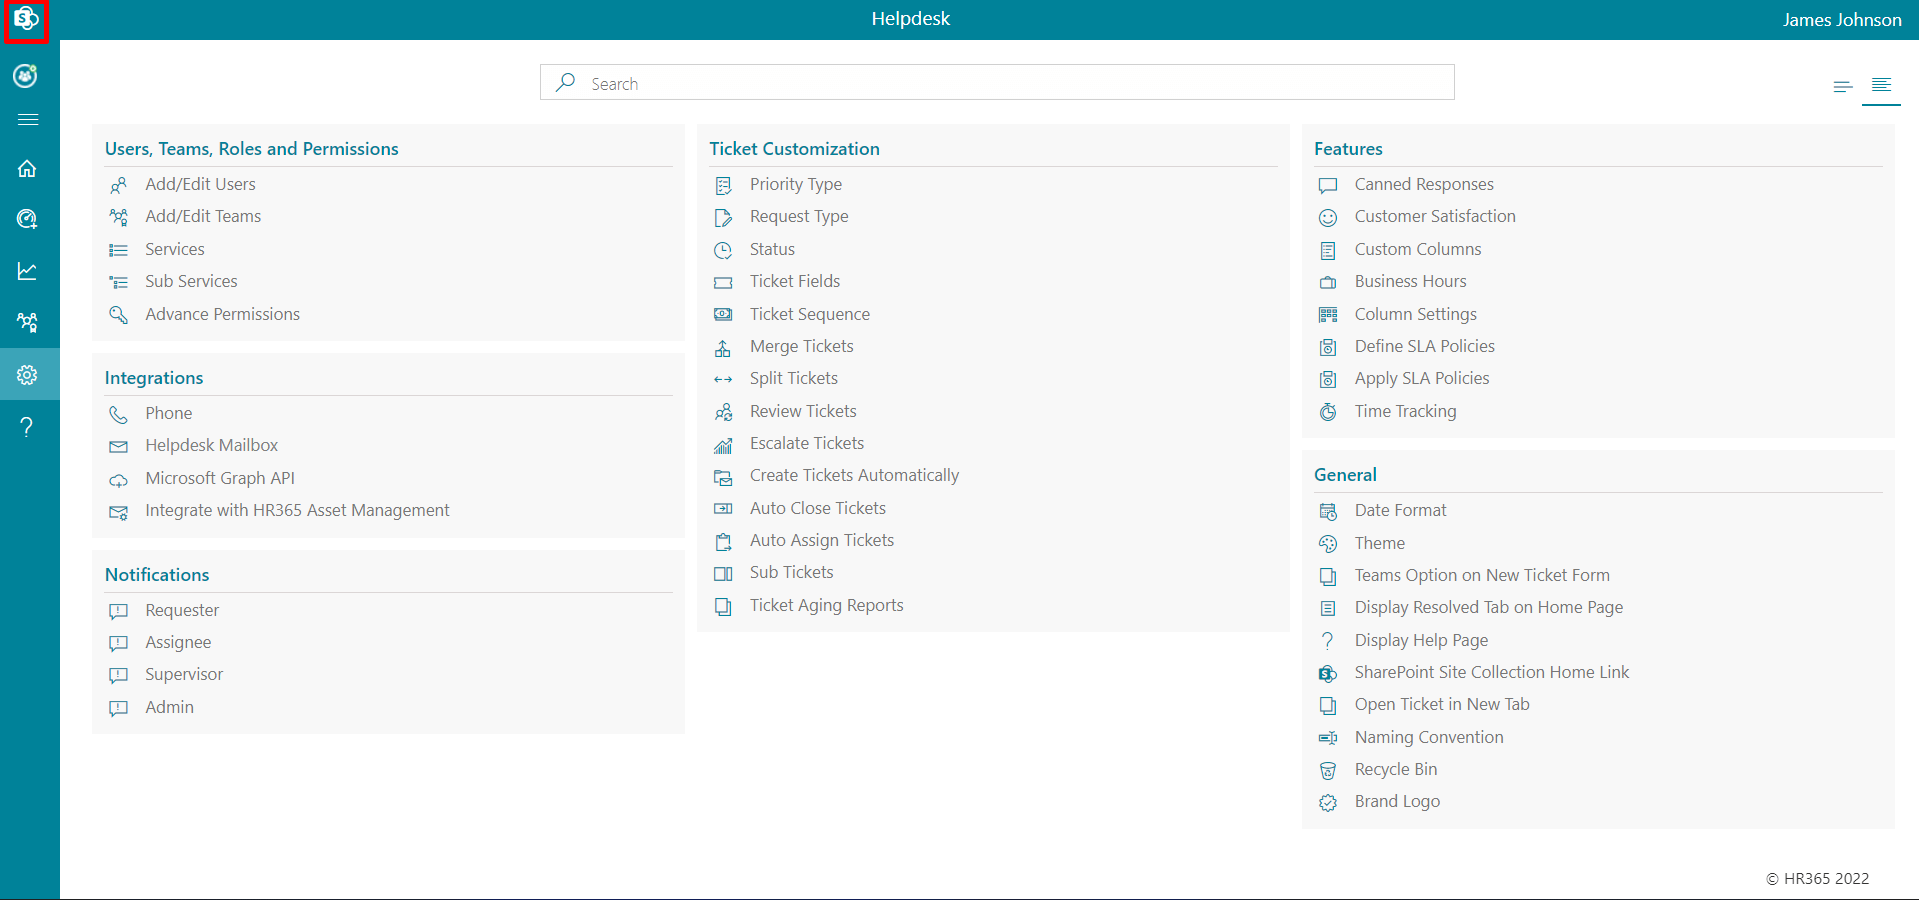 Helpdesk
James Johnson
Search
Users, Teams, Roles and Permissions
Add/Edit Users
Add/Edit Teams
Services
Sub Services
Advance Permissions
Integrations
Phone
Helpdesk Mailbox
Microsoft Graph API
Integrate with HR365 Asset Management
Notifications
Requester
Assignee
Supervisor
Admin
Ticket Customization
Priority Type
Request Type
Status
Ticket Fields
Ticket Sequence
Merge Tickets
Split Tickets
Review Tickets
Escalate Tickets
Create Tickets Automatically
Auto Close Tickets
Auto Assign Tickets
Sub Tickets
Ticket Aging Reports
Features
Canned Responses
Customer Satisfaction
Custom Columns
Business Hours
Column Settings
Define SLA Policies
Apply SLA Policies
Time Tracking
General
Date Format
Theme
Teams Option on New Ticket Form
Display Resolved Tab on Home Page
Display Help Page
SharePoint Site Collection Home Link
Open Ticket in New Tab
Naming Convention
Recycle Bin
Brand Logo
© HR365 2022